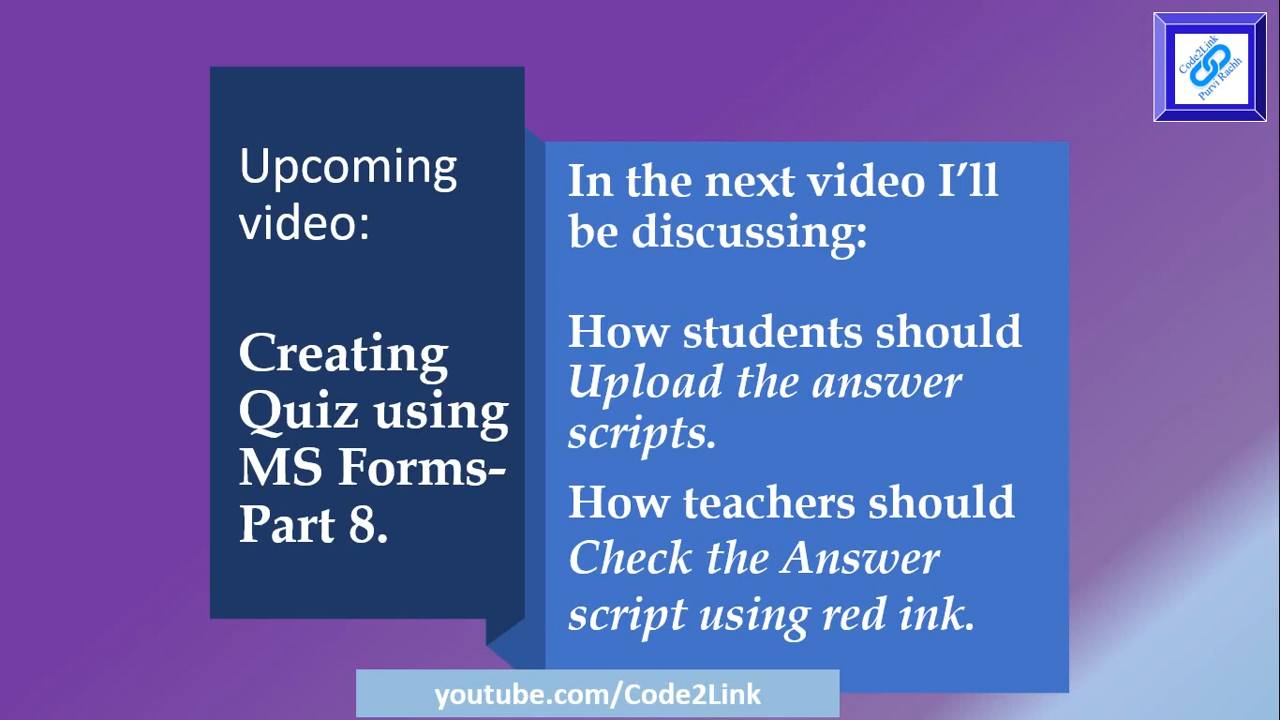 Code2Link
Purvi Rachh
Upcoming
video:
Creating
Quiz using
MS Forms-
Part 8.
In the next video I’ll
be discussing:
How students should
Upload the answer
scripts.
How teachers should
Check the Answer
script using red ink.
youtube.com/Code2Link